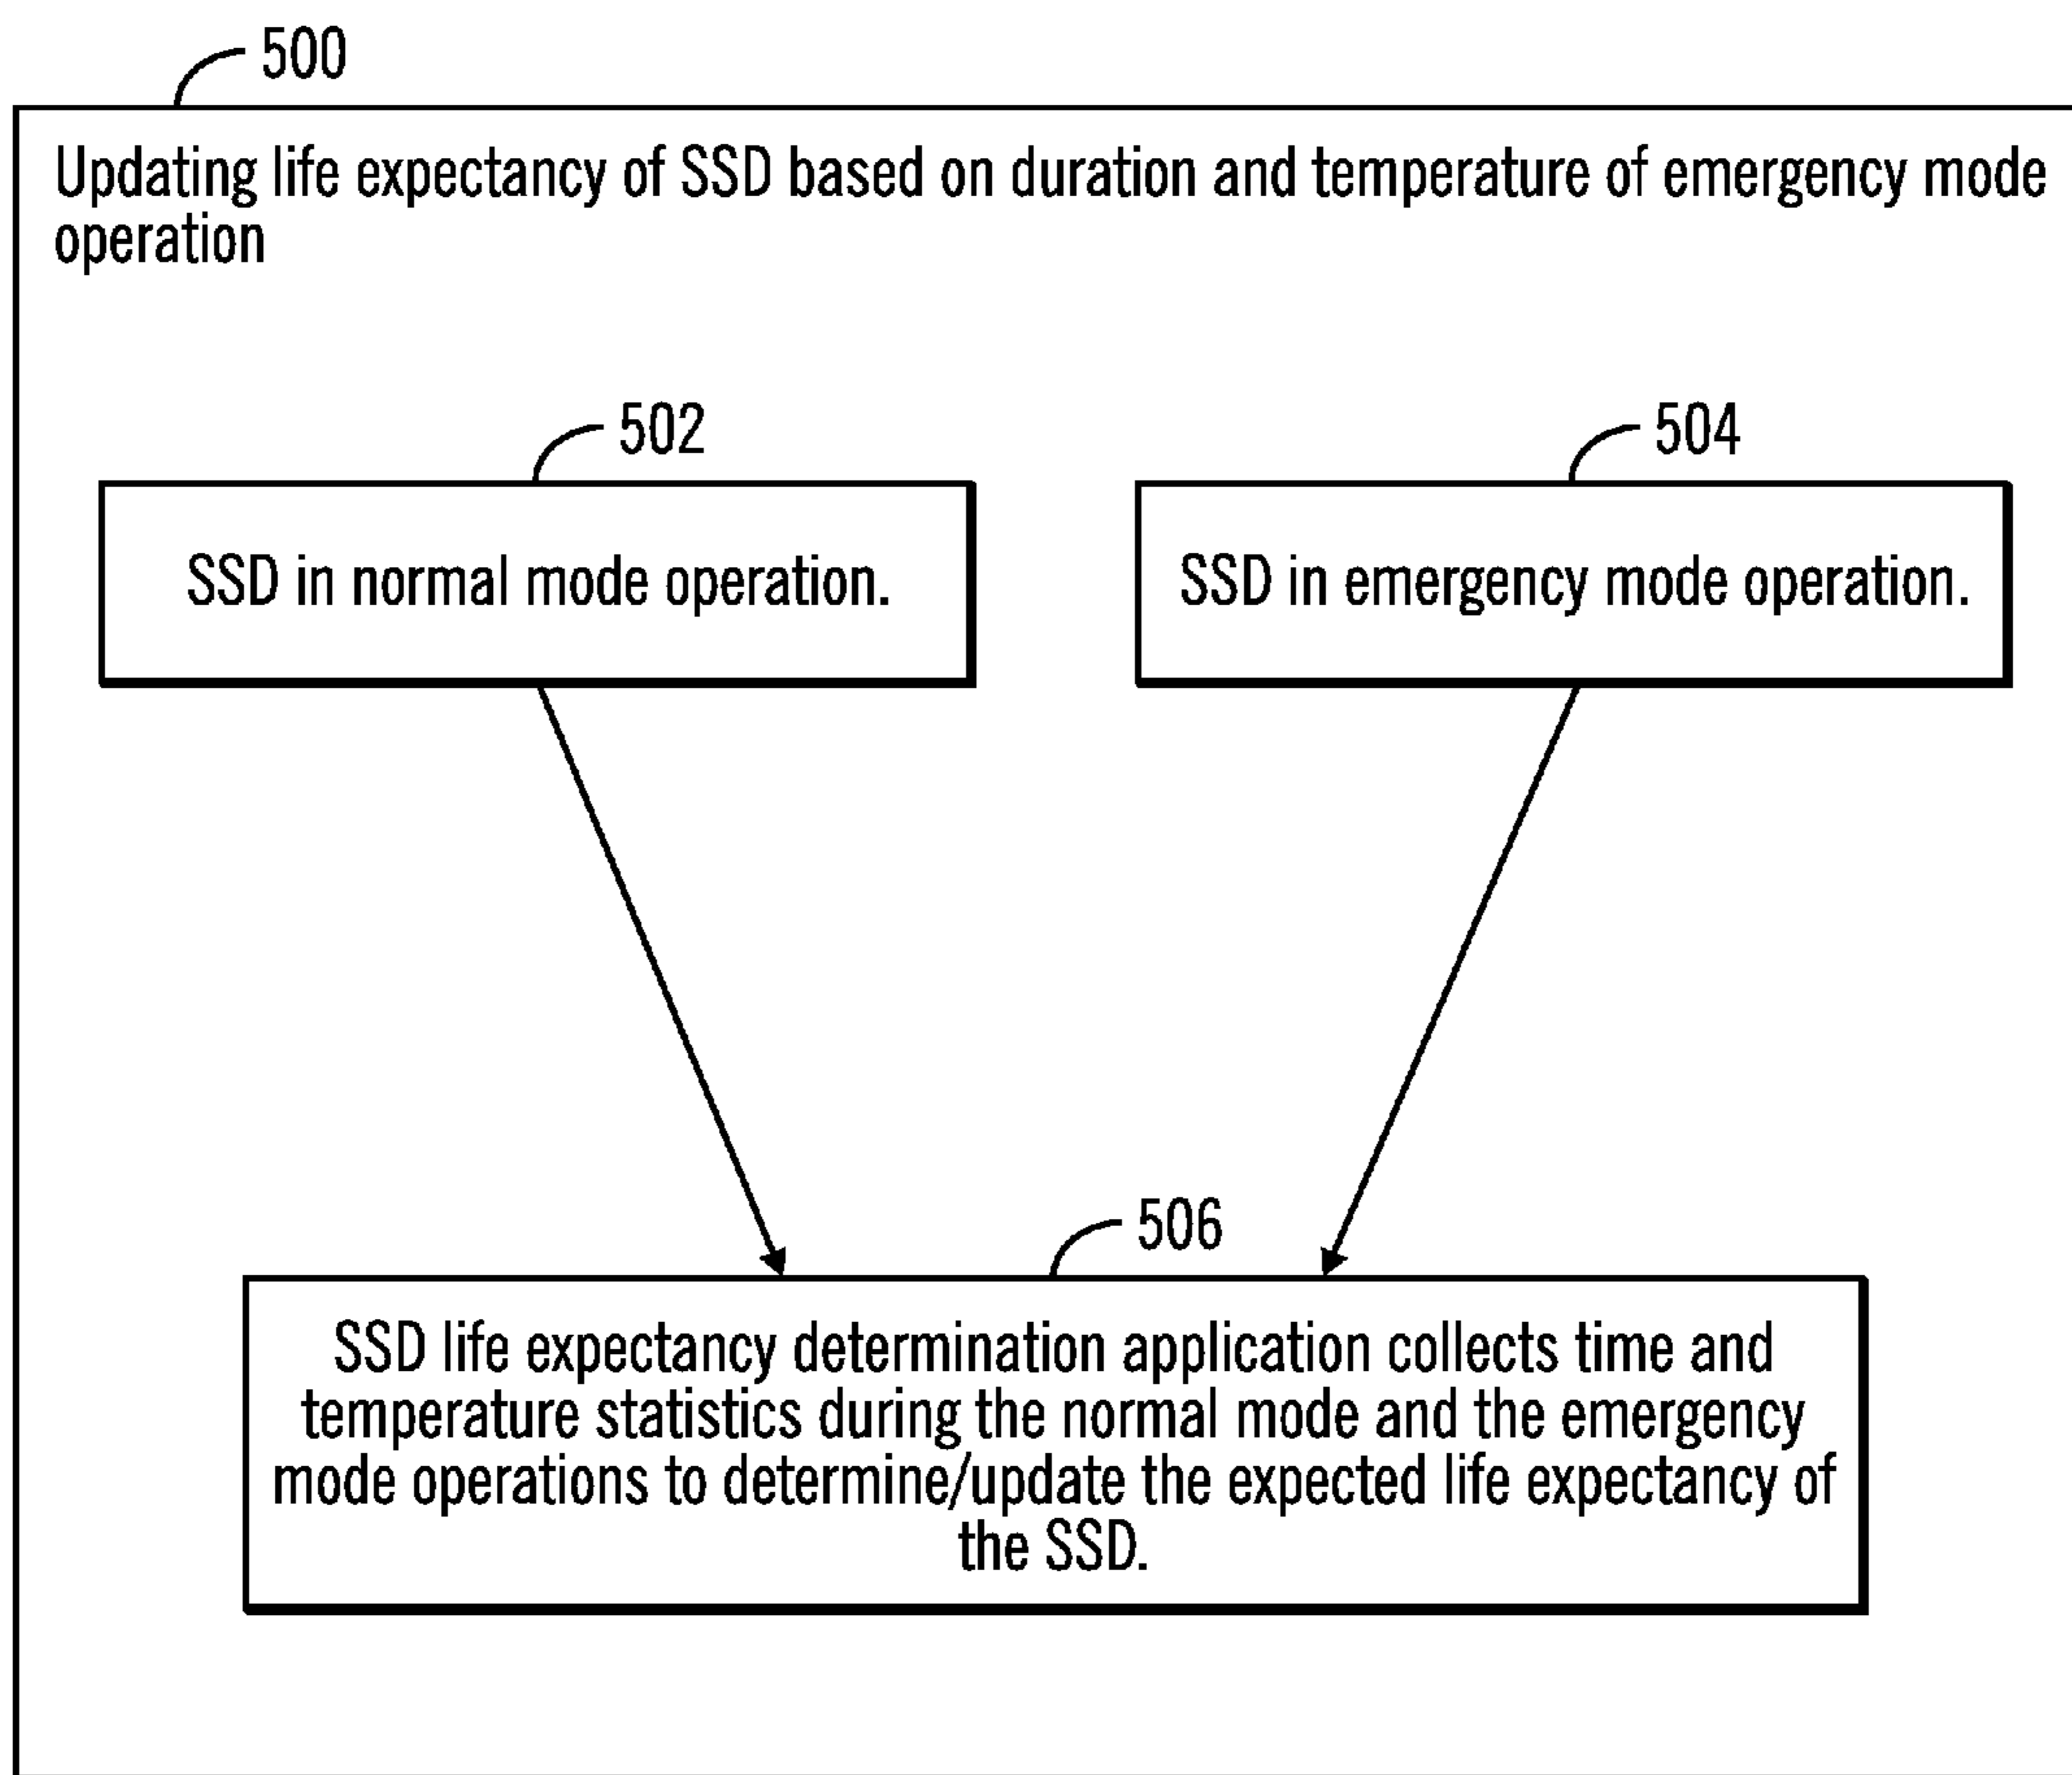 500
Updating life expectancy of SSD based on duration and temperature of emergency mode
operation
502
504
SSD in normal mode operation.
SSD in emergency mode operation.
506
SSD life expectancy determination application collects time and
temperature statistics during the normal mode and the emergency
mode operations to determine/update the expected life expectancy of
the SSD.